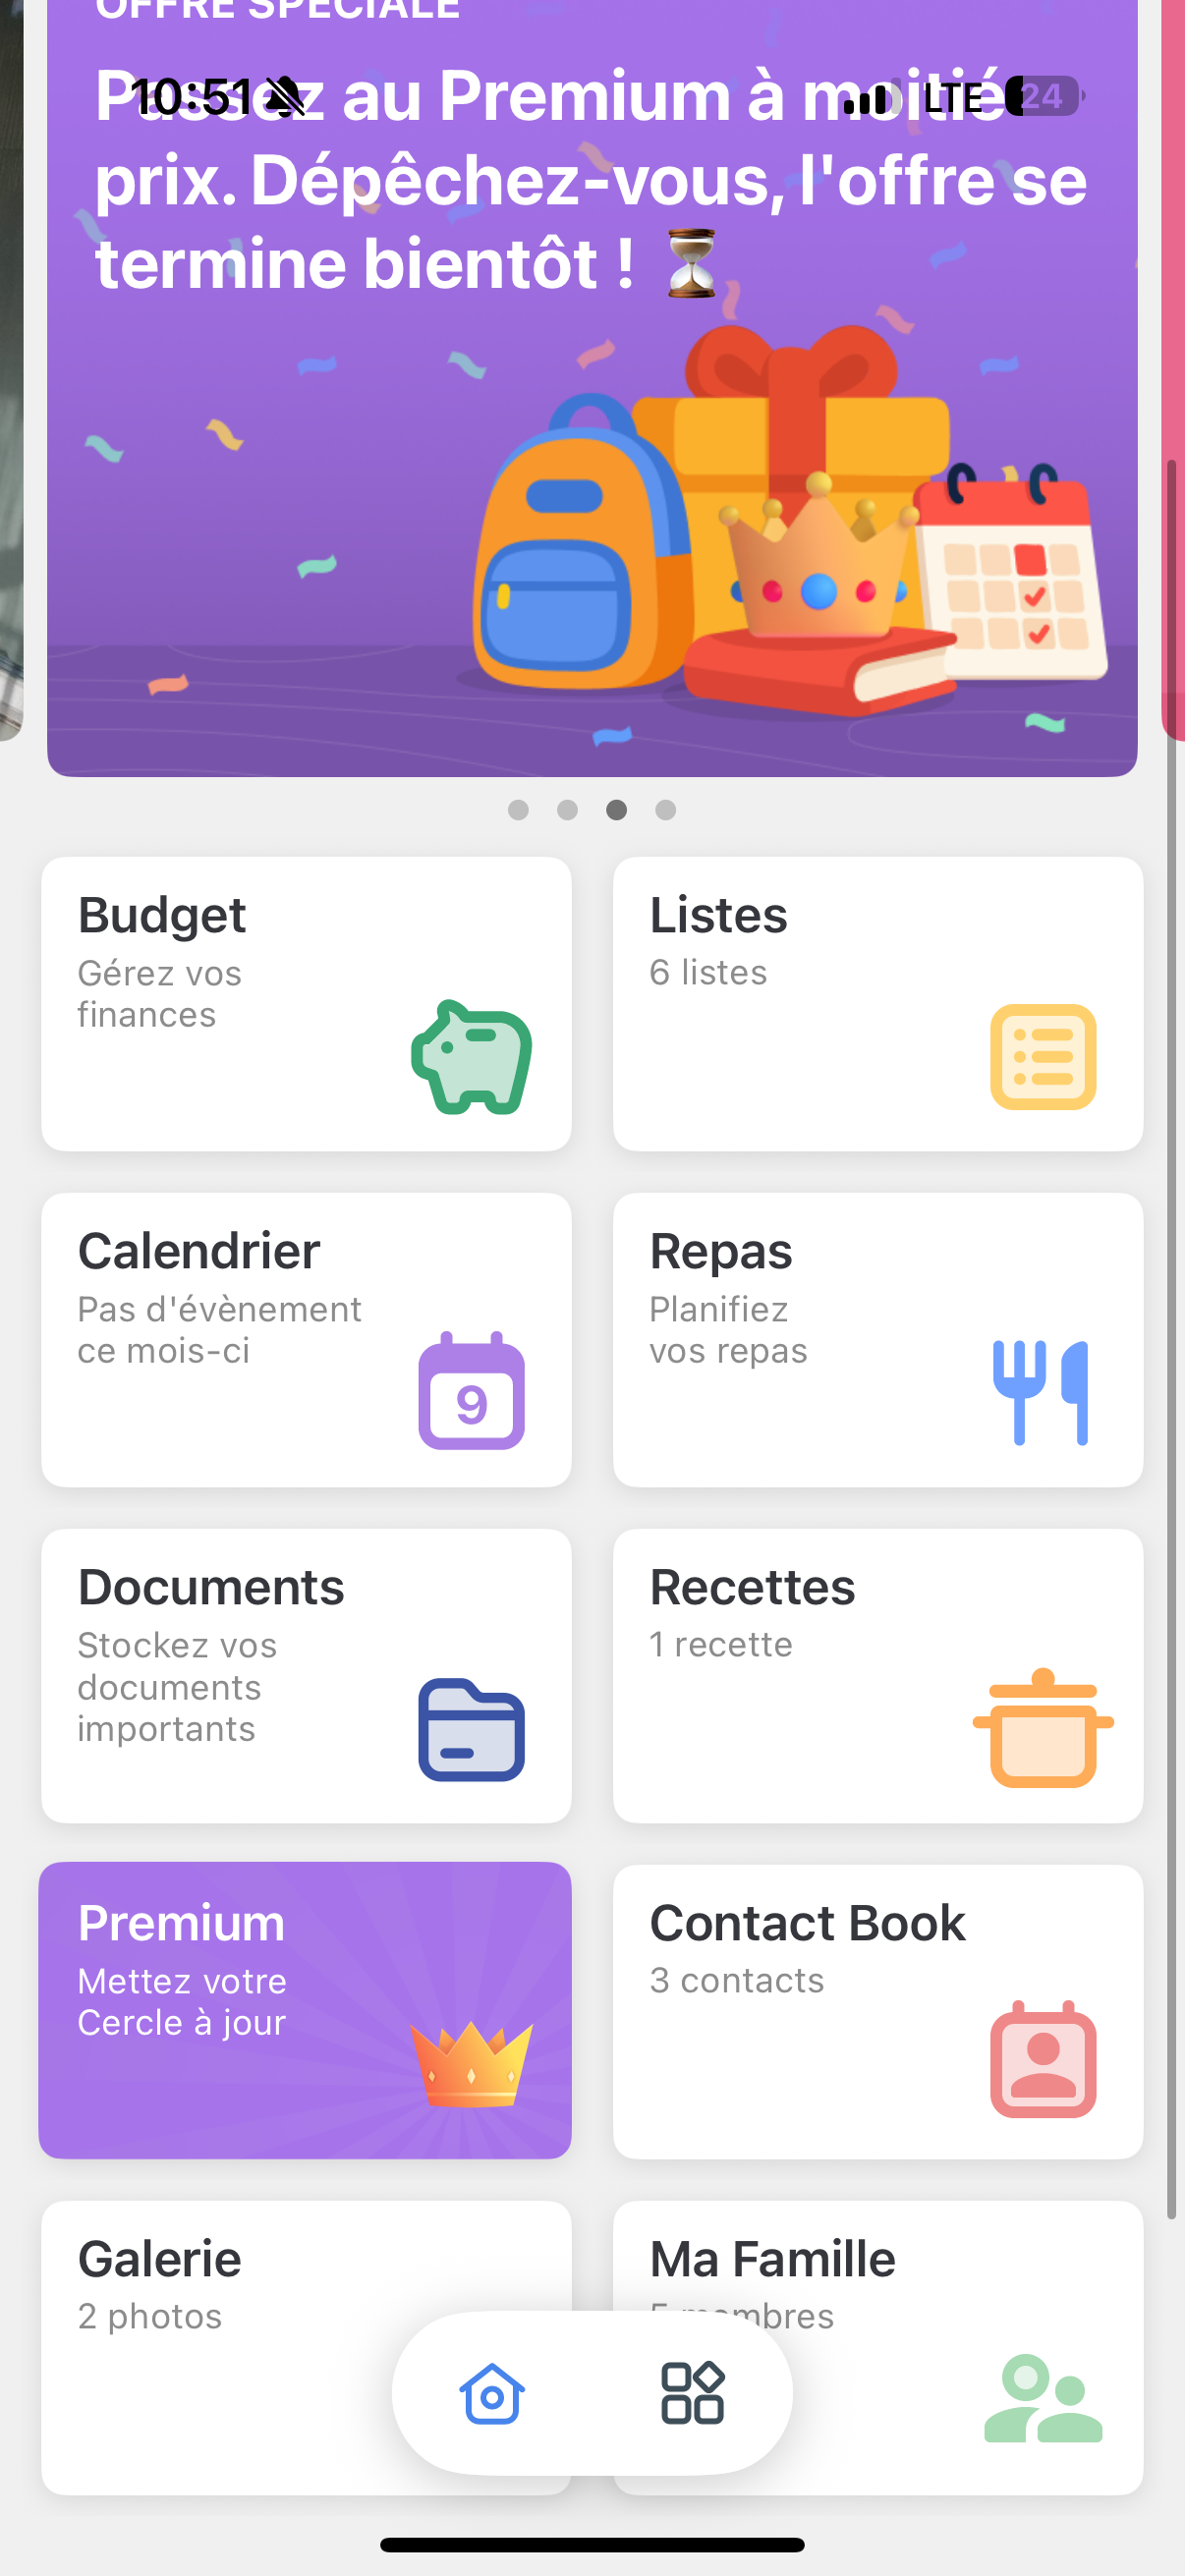 OFFRE SPÉCIALE
10:51
LTE
24
Passez au Premium à moitié
prix. Dépêchez-vous, l'offre se
termine bientôt ! ⏳
Budget
Gérez vos
finances
Listes
6 listes
Calendrier
Pas d'évènement
ce mois-ci
9
Repas
Planifiez
vos repas
Documents
Stockez vos
documents
importants
Recettes
1 recette
Premium
Mettez votre
Cercle à jour
Contact Book
3 contacts
Galerie
2 photos
Ma Famille
5 membres